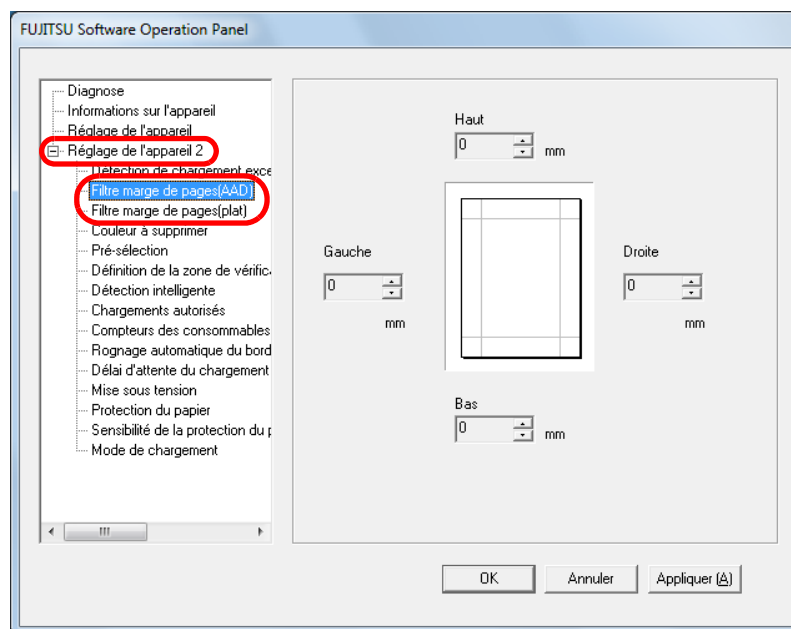 FUJITSU Software Operation Panel
Diagnose
Informations sur l'appareil
Réglage de l'appareil
Réglage de l'appareil 2
Détection de chargement exce
Filtre marge de pages(AAD)
Filtre marge de pages(plat)
Couleur à supprimer
Pré-sélection
Définition de la zone de vérific
Détection intelligente
Chargements autorisés
Compteurs des consommables
Rognage automatique du bord
Délai d'attente du chargement
Mise sous tension
Protection du papier
Sensibilité de la protection du p
Mode de chargement
Haut
0 mm
Gauche
0
mm
Droite
0
mm
Bas
0 mm
OK Annuler Appliquer (A)